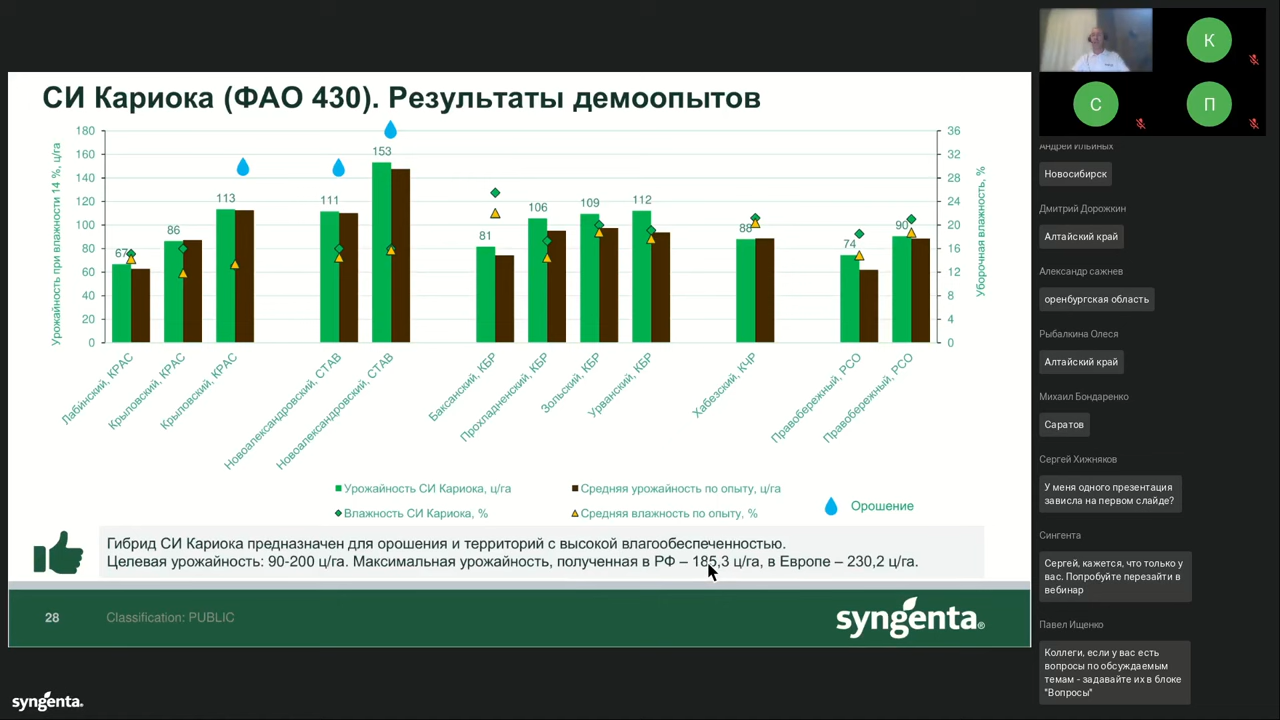 СИ Кариока (ФАО 430). Результаты демоопытов
Урожайность при влажности 14 %, ц/га
180
160
140
120
100
80
60
40
20
0
67
86
113
111
153
81
106
109
112
88
74
90
36
32
28
24
20
16
12
8
4
0
Уборочная влажность, %
Лабинский, КРАС
Крыловский, КРАС
Крыловский, КРАС
Новоалександровский, СТАВ
Новоалександровский, СТАВ
Баксанский, КБР
Прохладненский, КБР
Зольский, КБР
Урванский, КБР
Хабезский, КЧР
Правобережный, РСО
Правобережный, РСО
Урожайность СИ Кариока, ц/га
Средняя урожайность по опыту, ц/га
Влажность СИ Кариока, %
Средняя влажность по опыту, %
Орошение
Гибрид СИ Кариока предназначен для орошения и территорий с высокой влагообеспеченностью.
Целевая урожайность: 90-200 ц/га. Максимальная урожайность, полученная в РФ – 185,3 ц/га, в Европе – 230,2 ц/га.
28
Classification: PUBLIC
syngenta®
syngenta.
К
С
П
Андрей Ильиных
Новосибирск
Дмитрий Дорожкин
Алтайский край
Александр сажнев
оренбургская область
Рыбалкина Олеся
Алтайский край
Михаил Бондаренко
Саратов
Сергей Хижняков
У меня одного презентация
зависла на первом слайде?
Сингента
Сергей, кажется, что только у
вас. Попробуйте перезайти в
вебинар
Павел Ищенко
Коллеги, если у вас есть
вопросы по обсуждаемым
темам - задавайте их в блоке
"Вопросы"